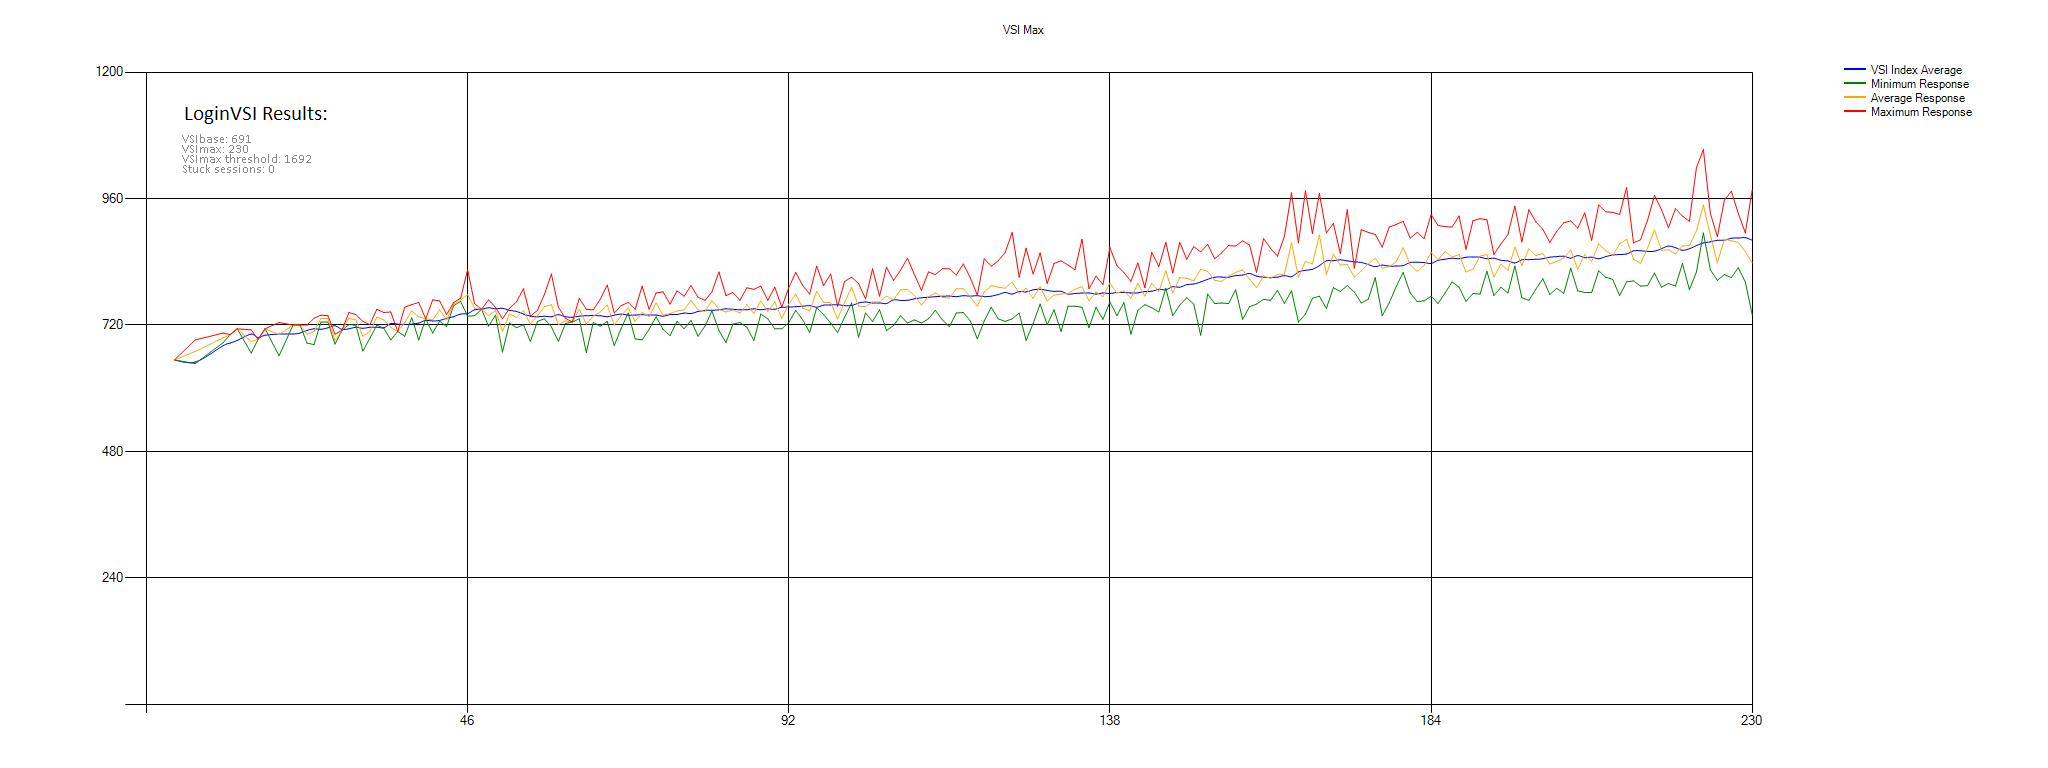 VSI Max
1200
960
720
480
240
LoginVSI Results:
VSIbase: 691
VSImax: 230
VSImax threshold: 1692
Stuck sessions: 0
VSI Index Average
Minimum Response
Average Response
Maximum Response
46
92
138
184
230